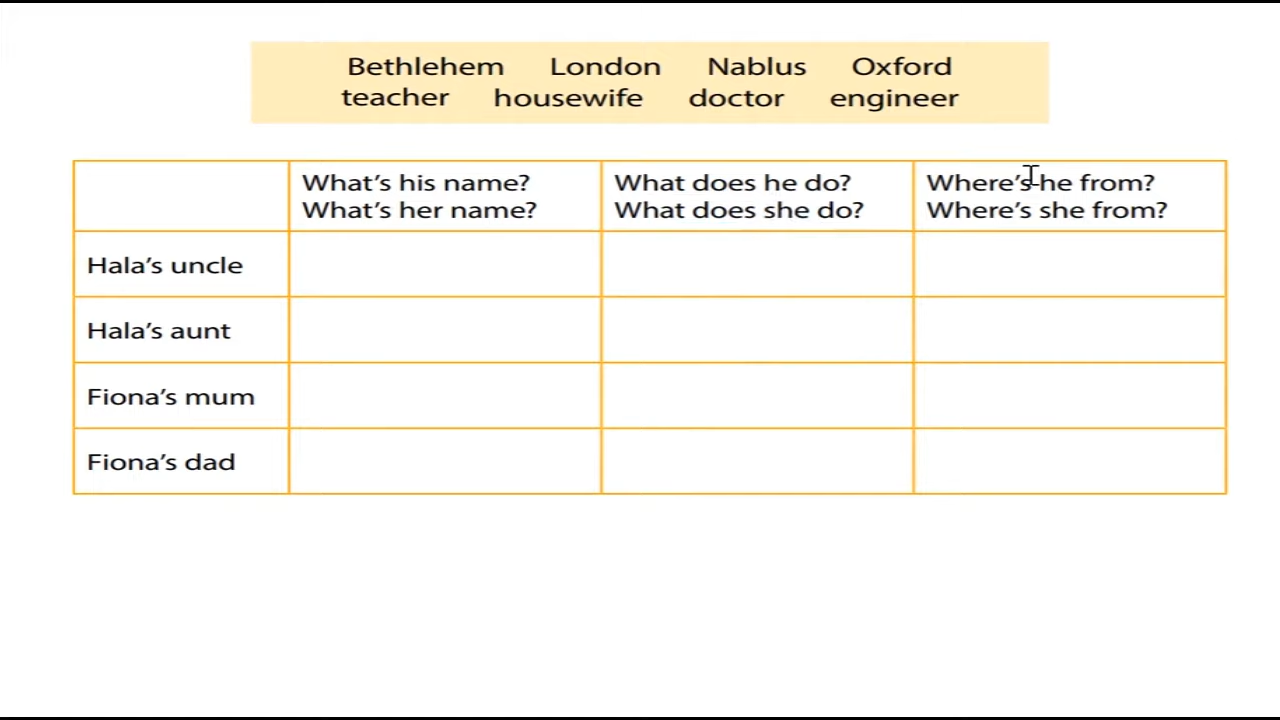 Bethlehem London Nablus Oxford
teacher housewife doctor engineer
What’s his name? What does he do? Where’s he from?
What’s her name? What does she do? Where’s she from?
Hala’s uncle
Hala’s aunt
Fiona’s mum
Fiona’s dad